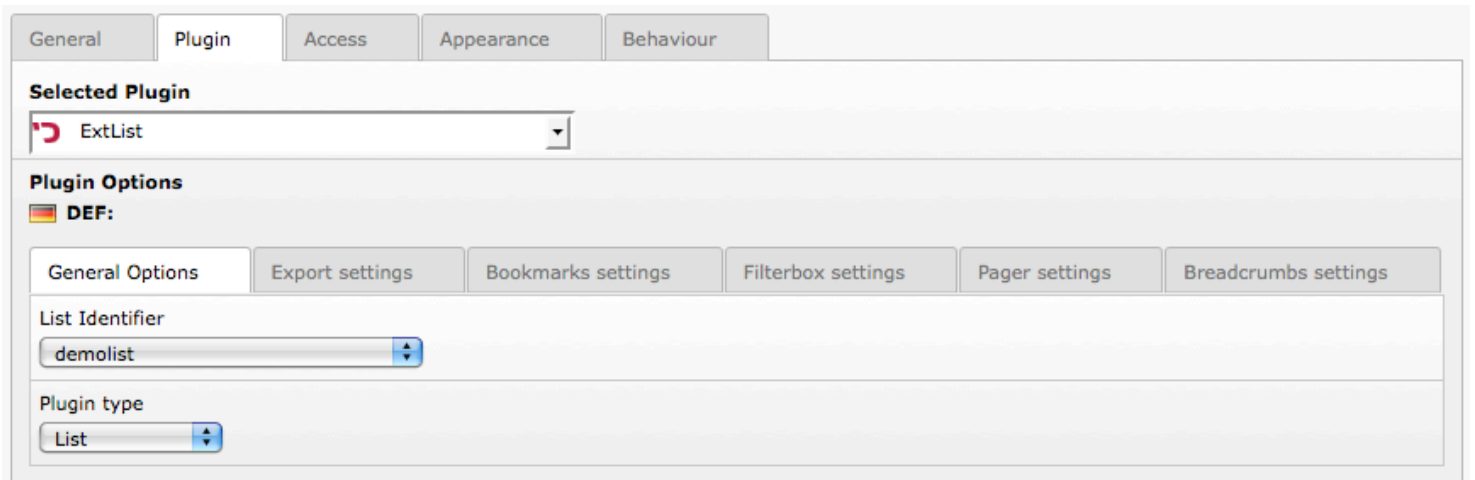 General Plugin Access Appearance Behaviour
Selected Plugin
ExtList
Plugin Options
DEF:
General Options Export settings Bookmarks settings Filterbox settings Pager settings Breadcrumbs settings
List Identifier
demolist
Plugin type
List